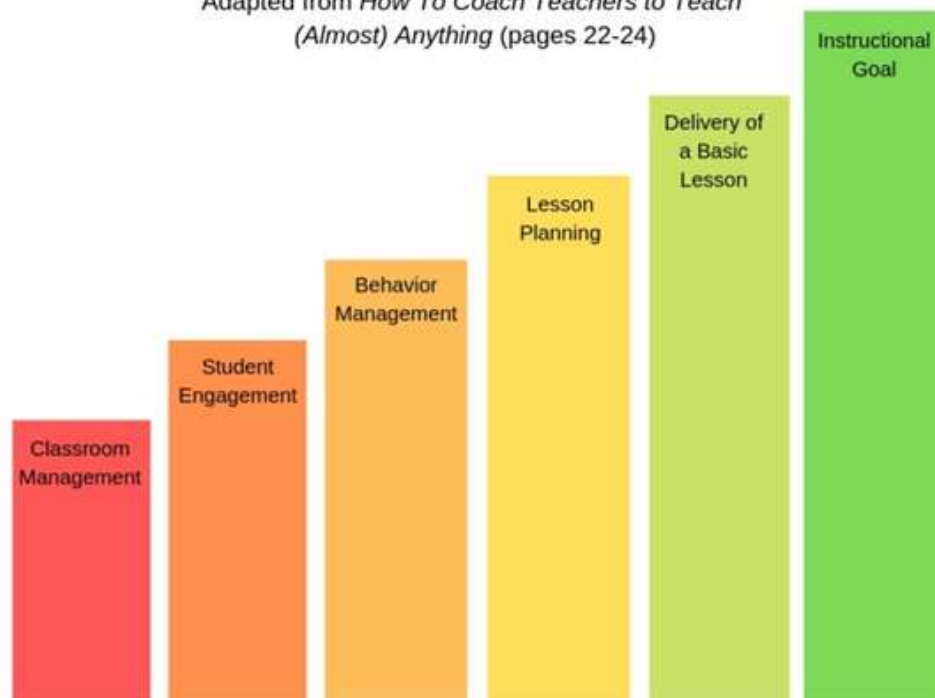 Adapted from How To Coach Teachers to Teach
(Almost) Anything (pages 22-24)
Instructional
Goal
Delivery of
a Basic
Lesson
Lesson
Planning
Behavior
Management
Student
Engagement
Classroom
Management